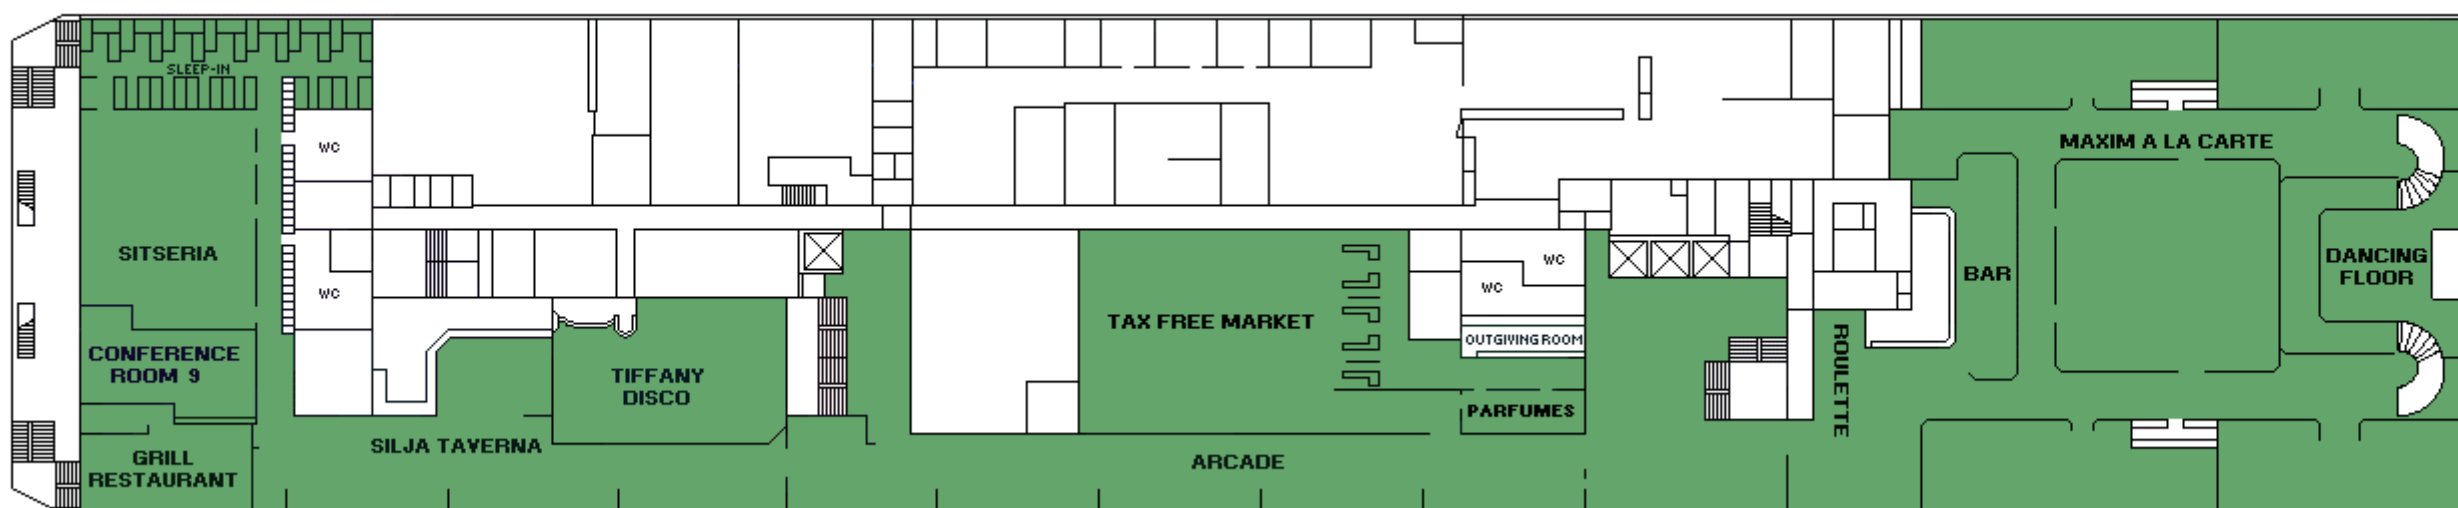 SLEEP-IN
WC
SITSERIA
WC
CONFERENCE
ROOM 9
GRILL
RESTAURANT
SILJA TAVERNA
TIFFANY
DISCO
TAX FREE MARKET
ARCADE
WC
WC
OUTGIVING ROOM
PARFUMES
ROULETTE
BAR
MAXIM A LA CARTE
DANCING
FLOOR